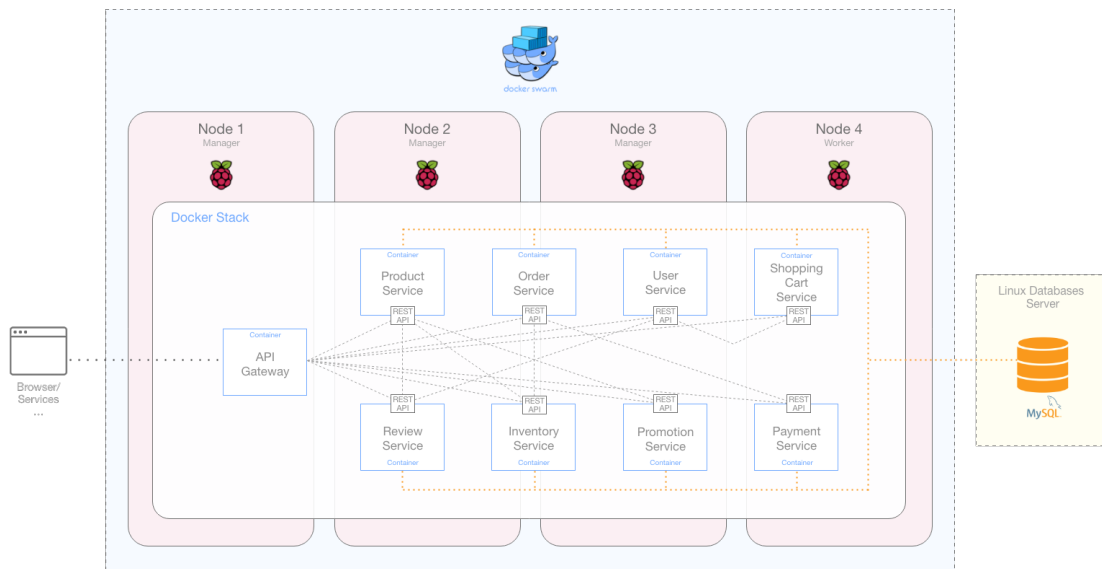 docker swarm
Node 1
Manager
Node 2
Manager
Node 3
Manager
Node 4
Worker
Docker Stack
Container
Product
Service
REST
API
Container
Order
Service
REST
API
Container
User
Service
REST
API
Container
Shopping
Cart
Service
REST
API
Container
API
Gateway
Browser/
Services
...
REST
API
Review
Service
Container
REST
API
Inventory
Service
Container
REST
API
Promotion
Service
Container
REST
API
Payment
Service
Container
Linux Databases
Server
MySQL